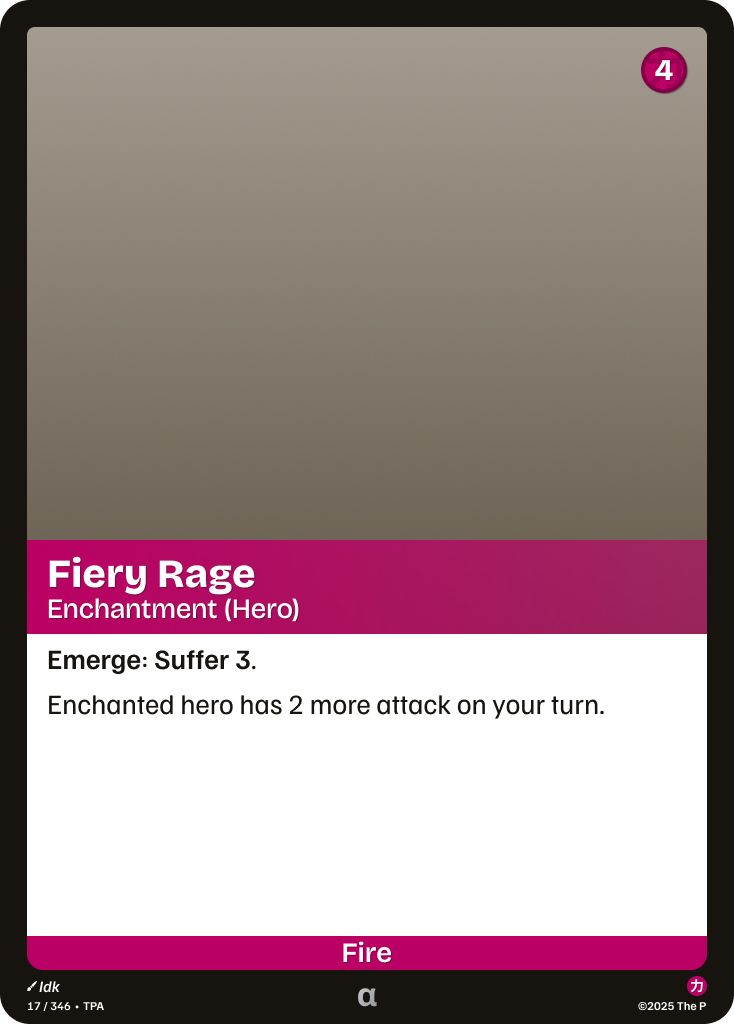 4
Fiery Rage
Enchantment (Hero)
Emerge: Suffer 3.
Enchanted hero has 2 more attack on your turn.
Fire
Idk
17 / 346 • TPA
α
カ
©2025 The P